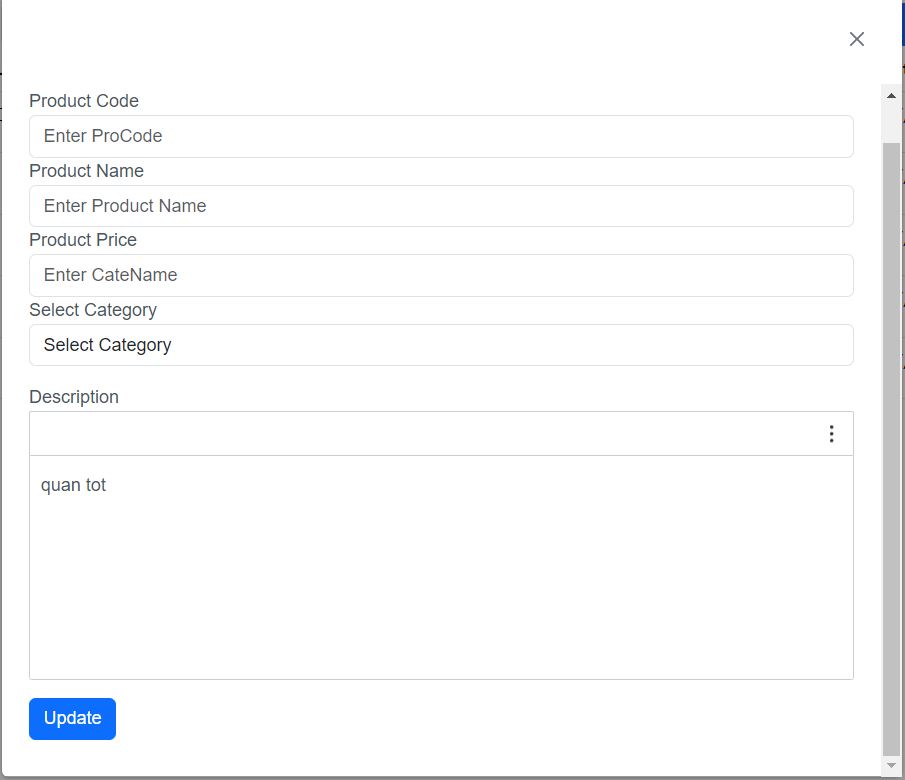 Product Code
Enter ProCode
Product Name
Enter Product Name
Product Price
Enter CateName
Select Category
Select Category
Description
quan tot
Update